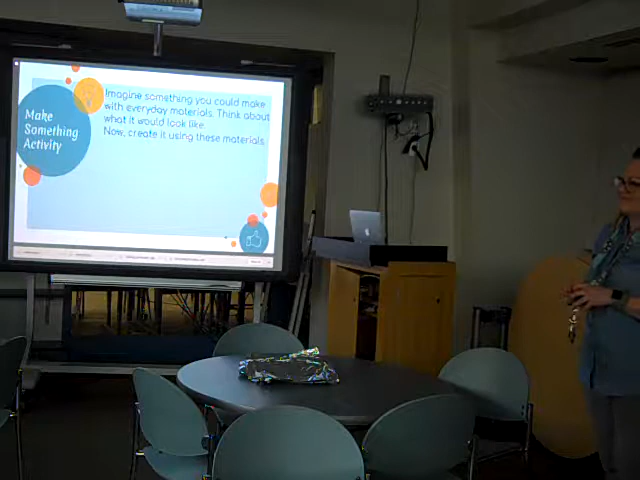 Make
Something
Activity
Imagine something you could make
with everyday materials. Think about
what it would look like.
Now, create it using these materials